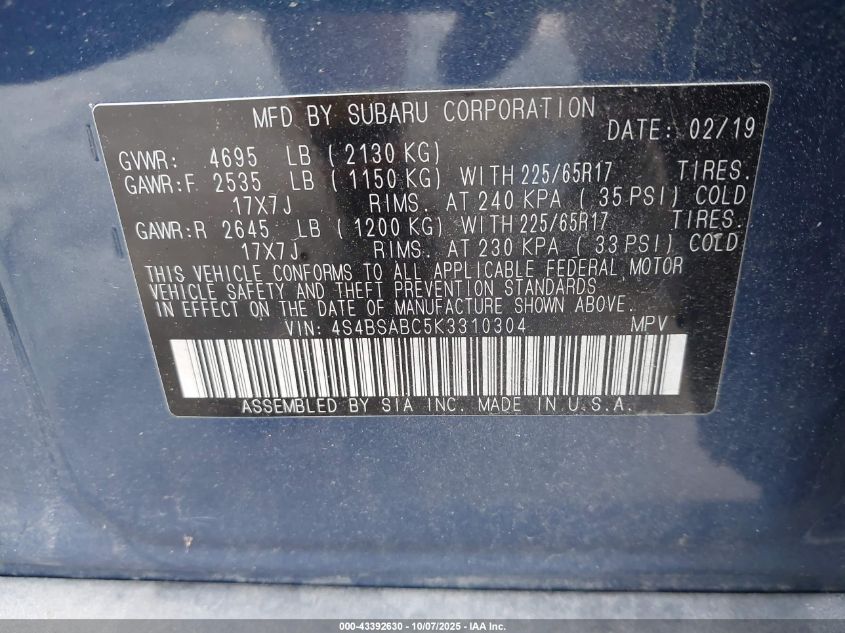 MFD BY SUBARU CORPORATION
DATE: 02/19
GVWR: 4695 LB ( 2130 KG)
GAWR:F 2535 LB ( 1150 KG) WITH 225/65R17 TIRES.
17X7J RIMS. AT 240 KPA ( 35 PSI) COLD
GAWR:R 2645 LB ( 1200 KG) WITH 225/65R17 TIRES.
17X7J RIMS. AT 230 KPA ( 33 PSI) COLD
THIS VEHICLE CONFORMS TO ALL APPLICABLE FEDERAL MOTOR
VEHICLE SAFETY AND THEFT PREVENTION STANDARDS
IN EFFECT ON THE DATE OF MANUFACTURE SHOWN ABOVE.
VIN: 4S4BSABC5K3310304 MPV
ASSEMBLED BY SIA INC. MADE IN U.S.A.
000-43392630 - 10/07/2025 - IAA Inc.